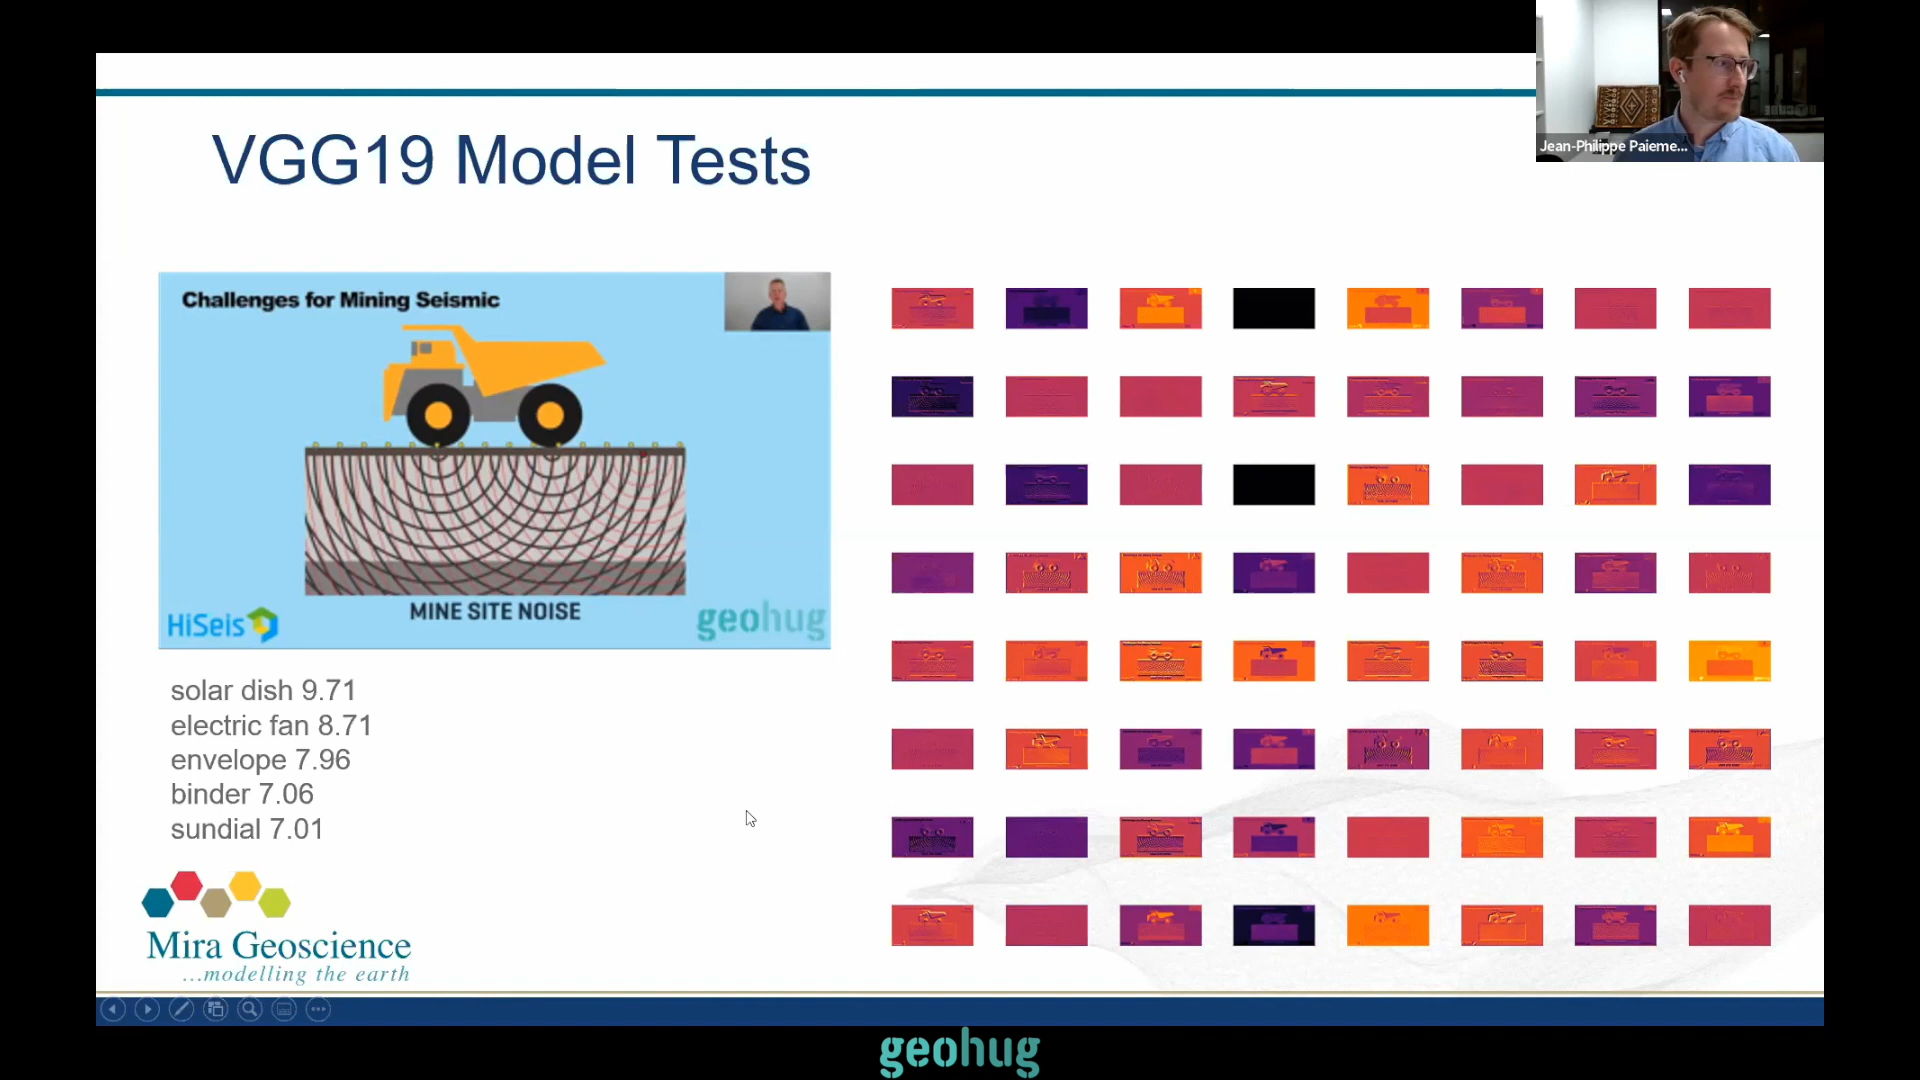 Jean-Philippe Paieme...
VGG19 Model Tests
Challenges for Mining Seismic
MINE SITE NOISE
HiSeis
geohug
solar dish 9.71
electric fan 8.71
envelope 7.96
binder 7.06
sundial 7.01
Mira Geoscience
...modelling the earth
geohug